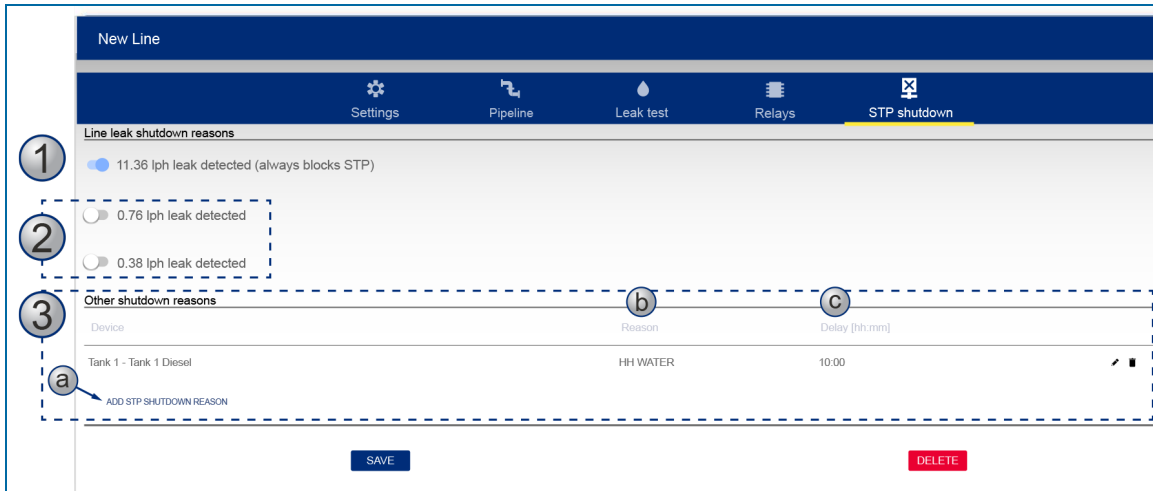 New Line
Settings Pipeline Leak test Relays STP shutdown
Line leak shutdown reasons
1
11.36 lph leak detected (always blocks STP)
2
0.76 lph leak detected
0.38 lph leak detected
3
Other shutdown reasons
b
c
Device Reason Delay [hh:mm]
Tank 1 - Tank 1 Diesel HH WATER 10:00
a
ADD STP SHUTDOWN REASON
SAVE DELETE